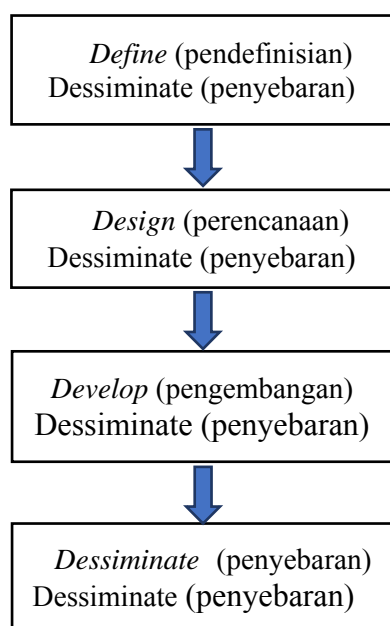 Define (pendefinisian)
Dessiminate (penyebaran)
Design (perencanaan)
Dessiminate (penyebaran)
Develop (pengembangan)
Dessiminate (penyebaran)
Dessiminate (penyebaran)
Dessiminate (penyebaran)